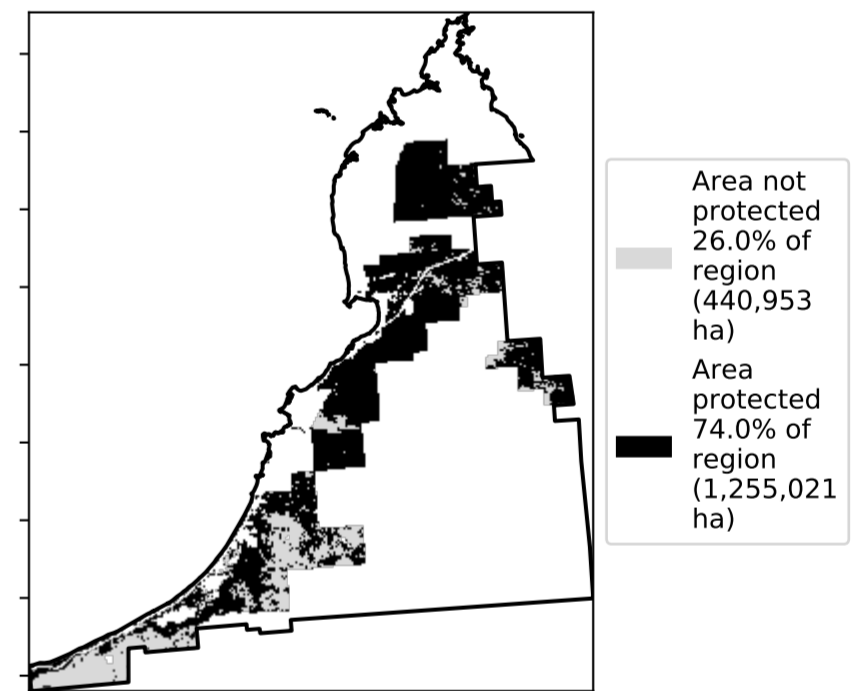 Area not
protected
26.0% of
region
(440,953
ha)
Area
protected
74.0% of
region
(1,255,021
ha)